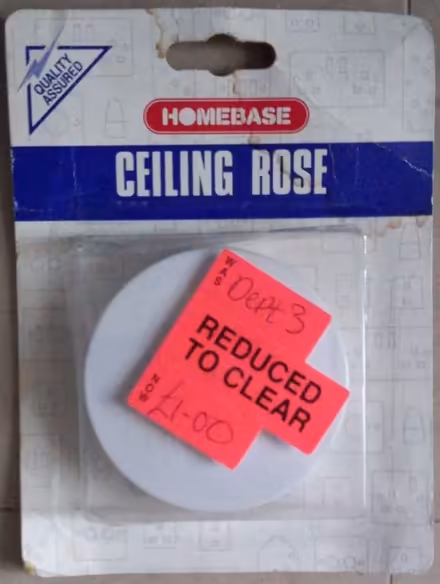 QUALITY
ASSURED
HOMEBASE
CEILING ROSE
WAS
Dept 3
REDUCED
TO CLEAR
NOW
£1-00